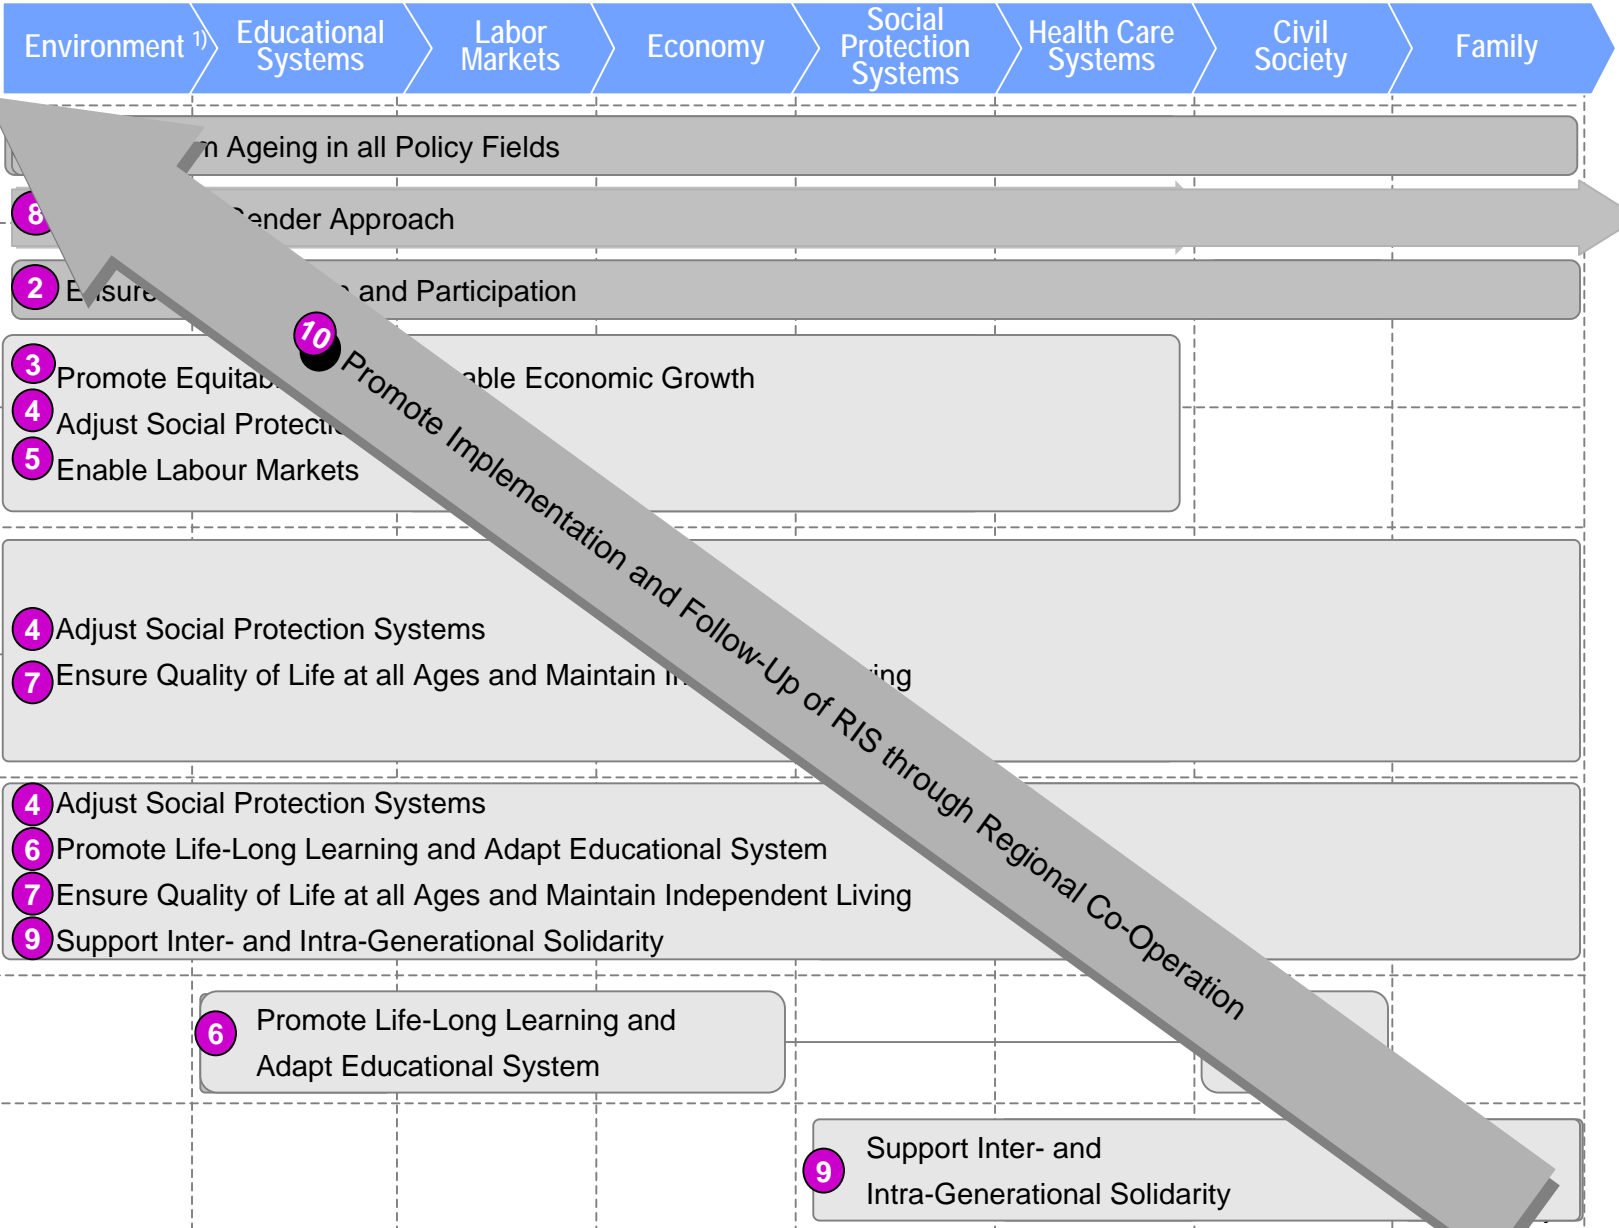 Environment 1)
Educational
Systems
Labor
Markets
Economy
Social
Protection
Systems
Health Care
Systems
Civil
Society
Family
Ageing in all Policy Fields
8 Approach
2 and Participation
10 Promote Implementation and Follow-Up of RIS through Regional Co-Operation
3 Promote Economic Growth
4 Adjust Social
5 Enable Labour Markets
4 Adjust Social Protection Systems
7 Ensure Quality of Life at all Ages and Maintain
4 Adjust Social Protection Systems
6 Promote Life-Long Learning and Adapt Educational System
7 Ensure Quality of Life at all Ages and Maintain Independent Living
9 Support Inter- and Intra-Generational Solidarity
6 Promote Life-Long Learning and
Adapt Educational System
9 Support Inter- and
Intra-Generational Solidarity